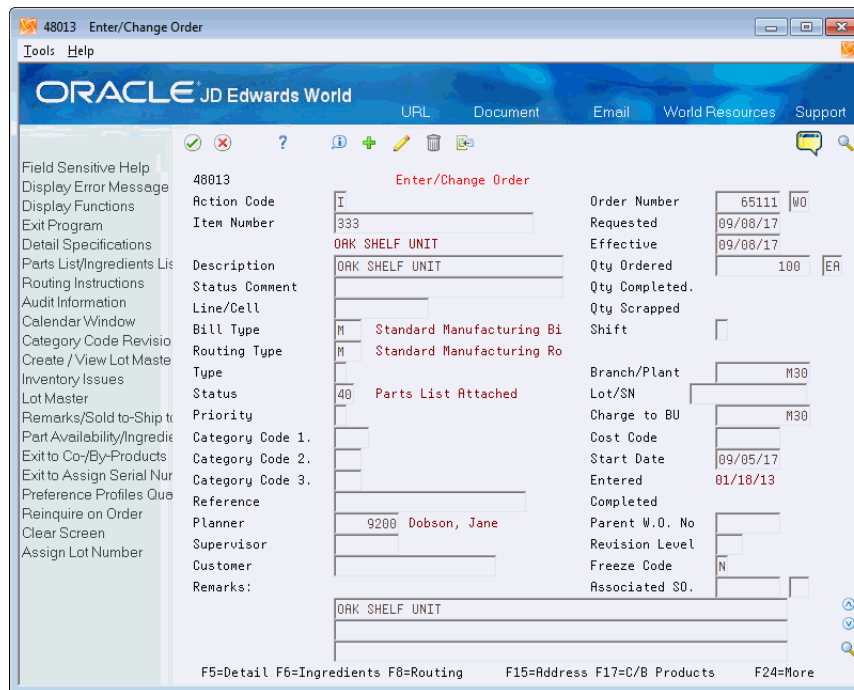 48013 Enter/Change Order
Tools Help
ORACLE JD Edwards World
URL Document Email World Resources Support
Field Sensitive Help
Display Error Message
Display Functions
Exit Program
Detail Specifications
Parts List/Ingredients Lis
Routing Instructions
Audit Information
Calendar Window
Category Code Revisio
Create / View Lot Maste
Inventory Issues
Lot Master
Remarks/Sold to-Ship to
Part Availability/Ingredie
Exit to Co-/By-Products
Exit to Assign Serial Nur
Preference Profiles Qua
Reinquire on Order
Clear Screen
Assign Lot Number
48013 Enter/Change Order
Action Code I Order Number 65111 WO
Item Number 333 Requested 09/08/17
OAK SHELF UNIT Effective 09/08/17
Description OAK SHELF UNIT Qty Ordered 100 EA
Status Comment Qty Completed.
Line/Cell Qty Scrapped
Bill Type M Standard Manufacturing Bi Shift
Routing Type M Standard Manufacturing Ro
Type Branch/Plant M30
Status 40 Parts List Attached Lot/SN
Priority Charge to BU M30
Category Code 1. Cost Code
Category Code 2. Start Date 09/05/17
Category Code 3. Entered 01/18/13
Reference Completed
Planner 9200 Dobson, Jane Parent W.O. No
Supervisor Revision Level
Customer Freeze Code N
Remarks: Associated SO.
OAK SHELF UNIT
F5=Detail F6=Ingredients F8=Routing F15=Address F17=C/B Products F24=More